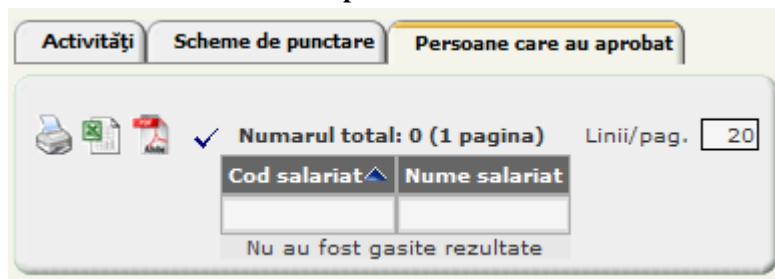 Activităţi Scheme de punctare Persoane care au aprobat
Numarul total: 0 (1 pagina) Linii/pag. 20
Cod salariat Nume salariat
Nu au fost gasite rezultate